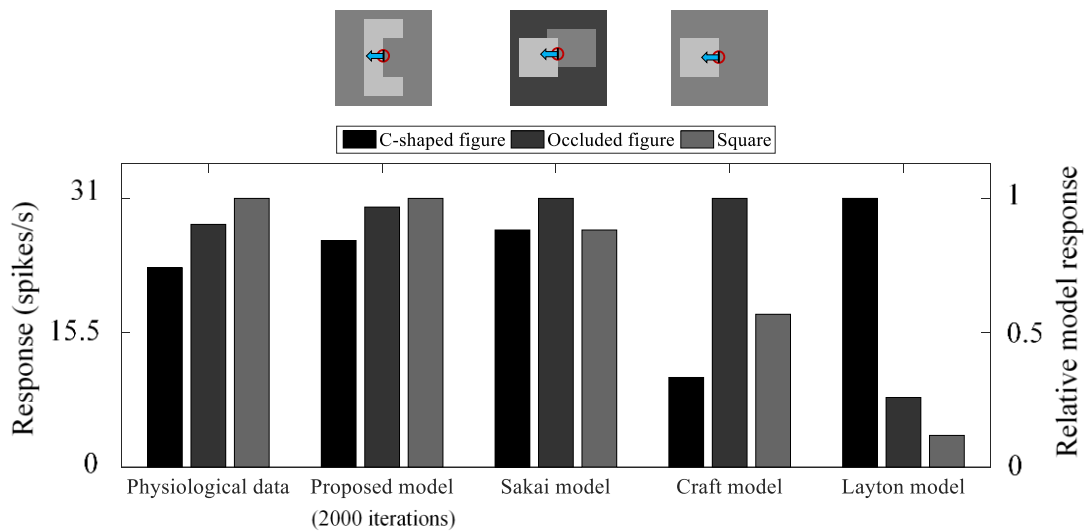 C-shaped figure Occluded figure Square
Response (spikes/s)
31
15.5
0
1
0.5
0
Relative model response
Physiological data Proposed model Sakai model Craft model Layton model
(2000 iterations)